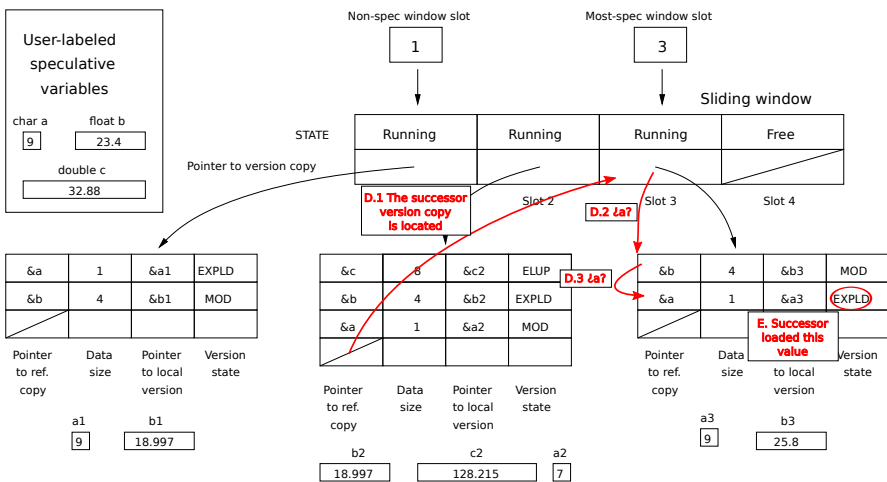 Non-spec window slot
Most-spec window slot
1
3
User-labeled
speculative
variables
char a
float b
9
23.4
double c
32.88
Sliding window
STATE
Running
Running
Running
Free
Pointer to version copy
D.1 The successor
version copy
is located
Slot 2
D.2 ¿a?
Slot 3
Slot 4
&a 1 &a1 EXPLD
&b 4 &b1 MOD
Pointer to ref. copy
Data size
Pointer to local version
Version state
a1
b1
9
18.997
&c 8 &c2 ELUP
&b 4 &b2 EXPLD
&a 1 &a2 MOD
Pointer to ref. copy
Data size
Pointer to local version
Version state
b2
c2
a2
18.997
128.215
7
D.3 ¿a?
&b 4 &b3 MOD
&a 1 &a3 EXPLD
E. Successor
loaded this
value
Pointer to ref. copy
Data size
to local version
Version state
a3
b3
9
25.8